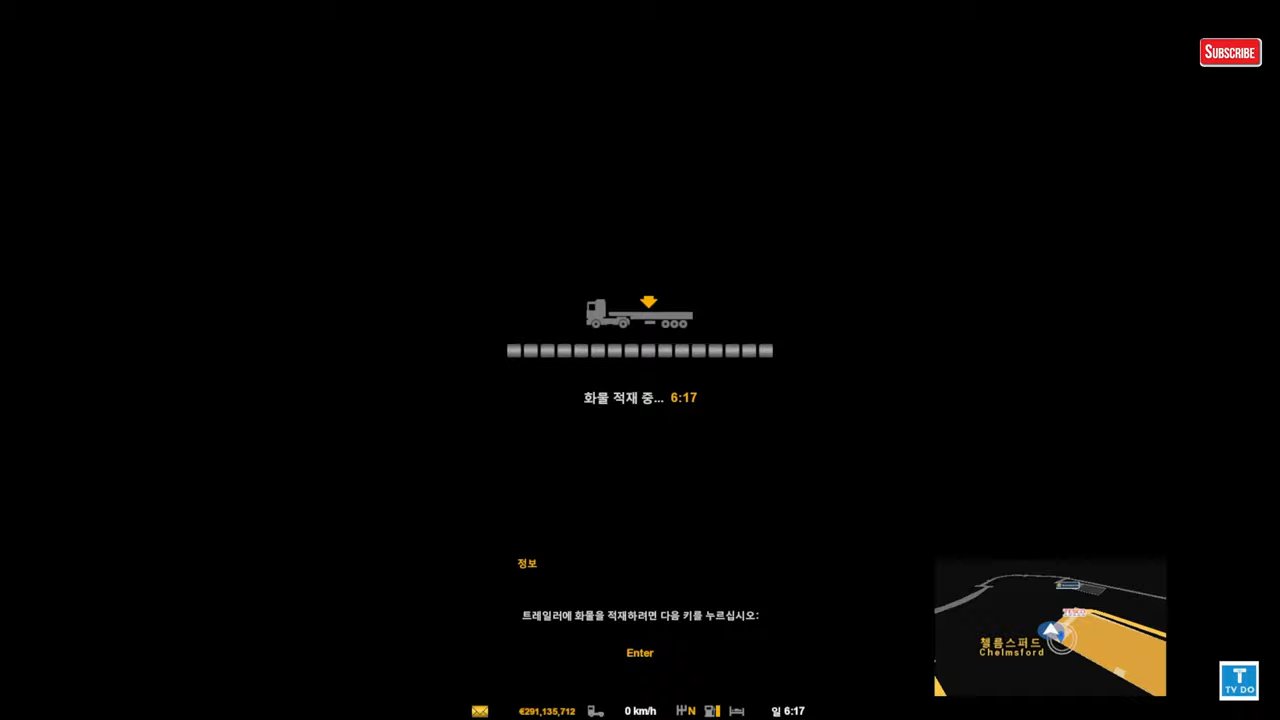 SUBSCRIBE
화물 적재 중... 6:17
정보
트레일러에 화물을 적재하려면 다음 키를 누르십시오:
Enter
첼름스퍼드
Chelmsford
€291,135,712 0 km/h N 일 6:17
T
TV DO